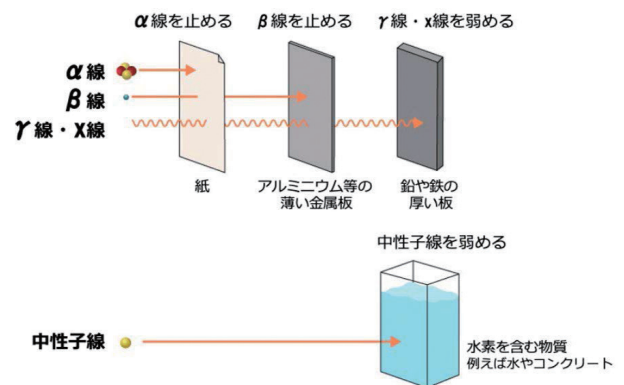 α線を止める β線を止める γ線・x線を弱める
α線
β線
γ線・X線
紙
アルミニウム等の
薄い金属板
鉛や鉄の
厚い板
中性子線を弱める
中性子線
水素を含む物質
例えば水やコンクリート